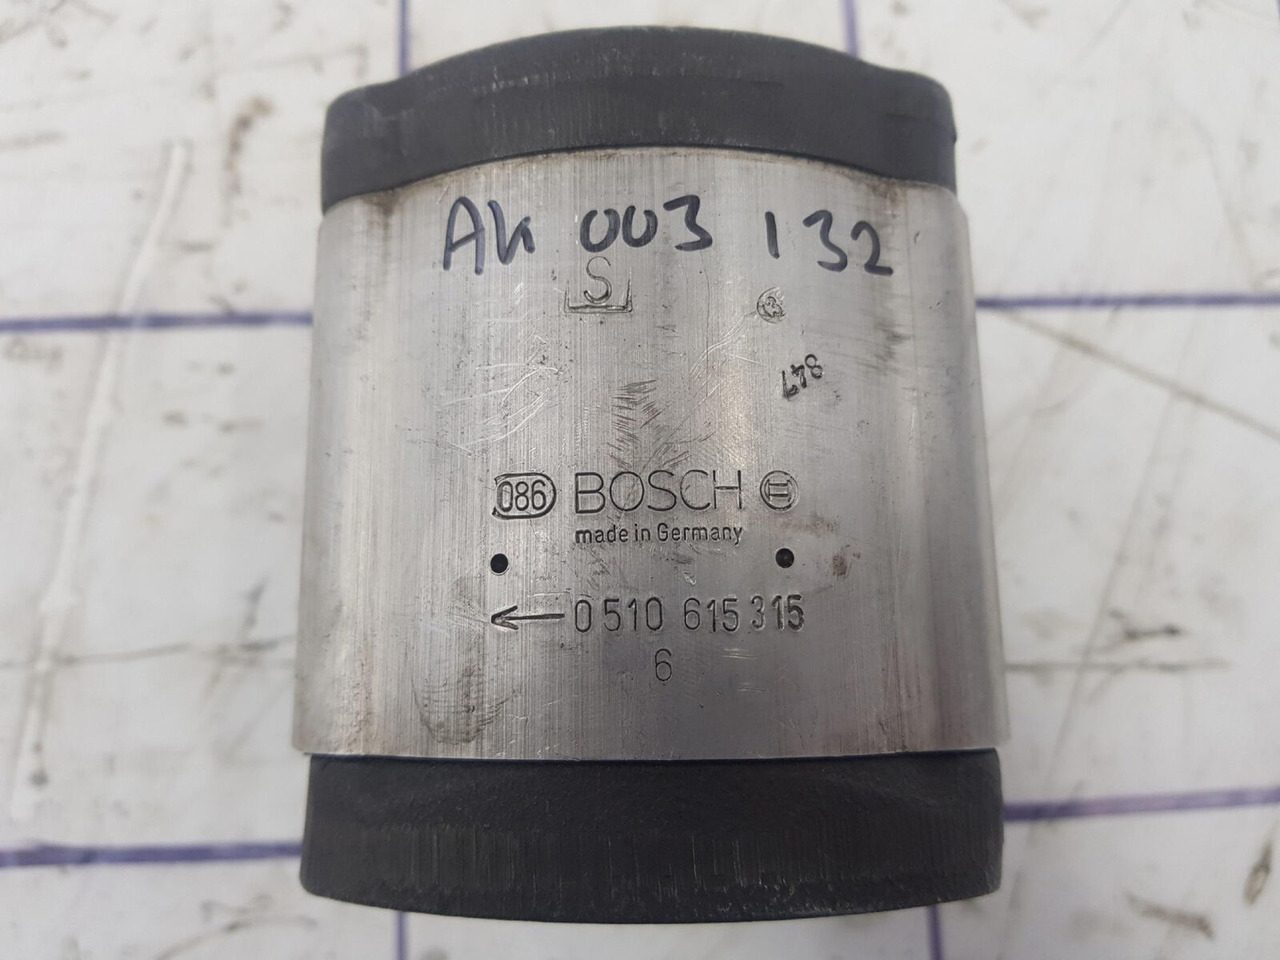 AK 003 132
S
847
086 BOSCH
made in Germany
0 510 615 315
6